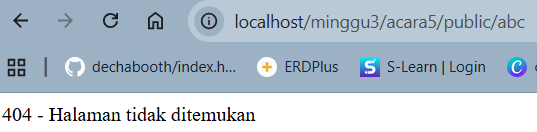 localhost/minggu3/acara5/public/abc
dechabooth/index.h... ERDPlus S-Learn | Login
404 - Halaman tidak ditemukan